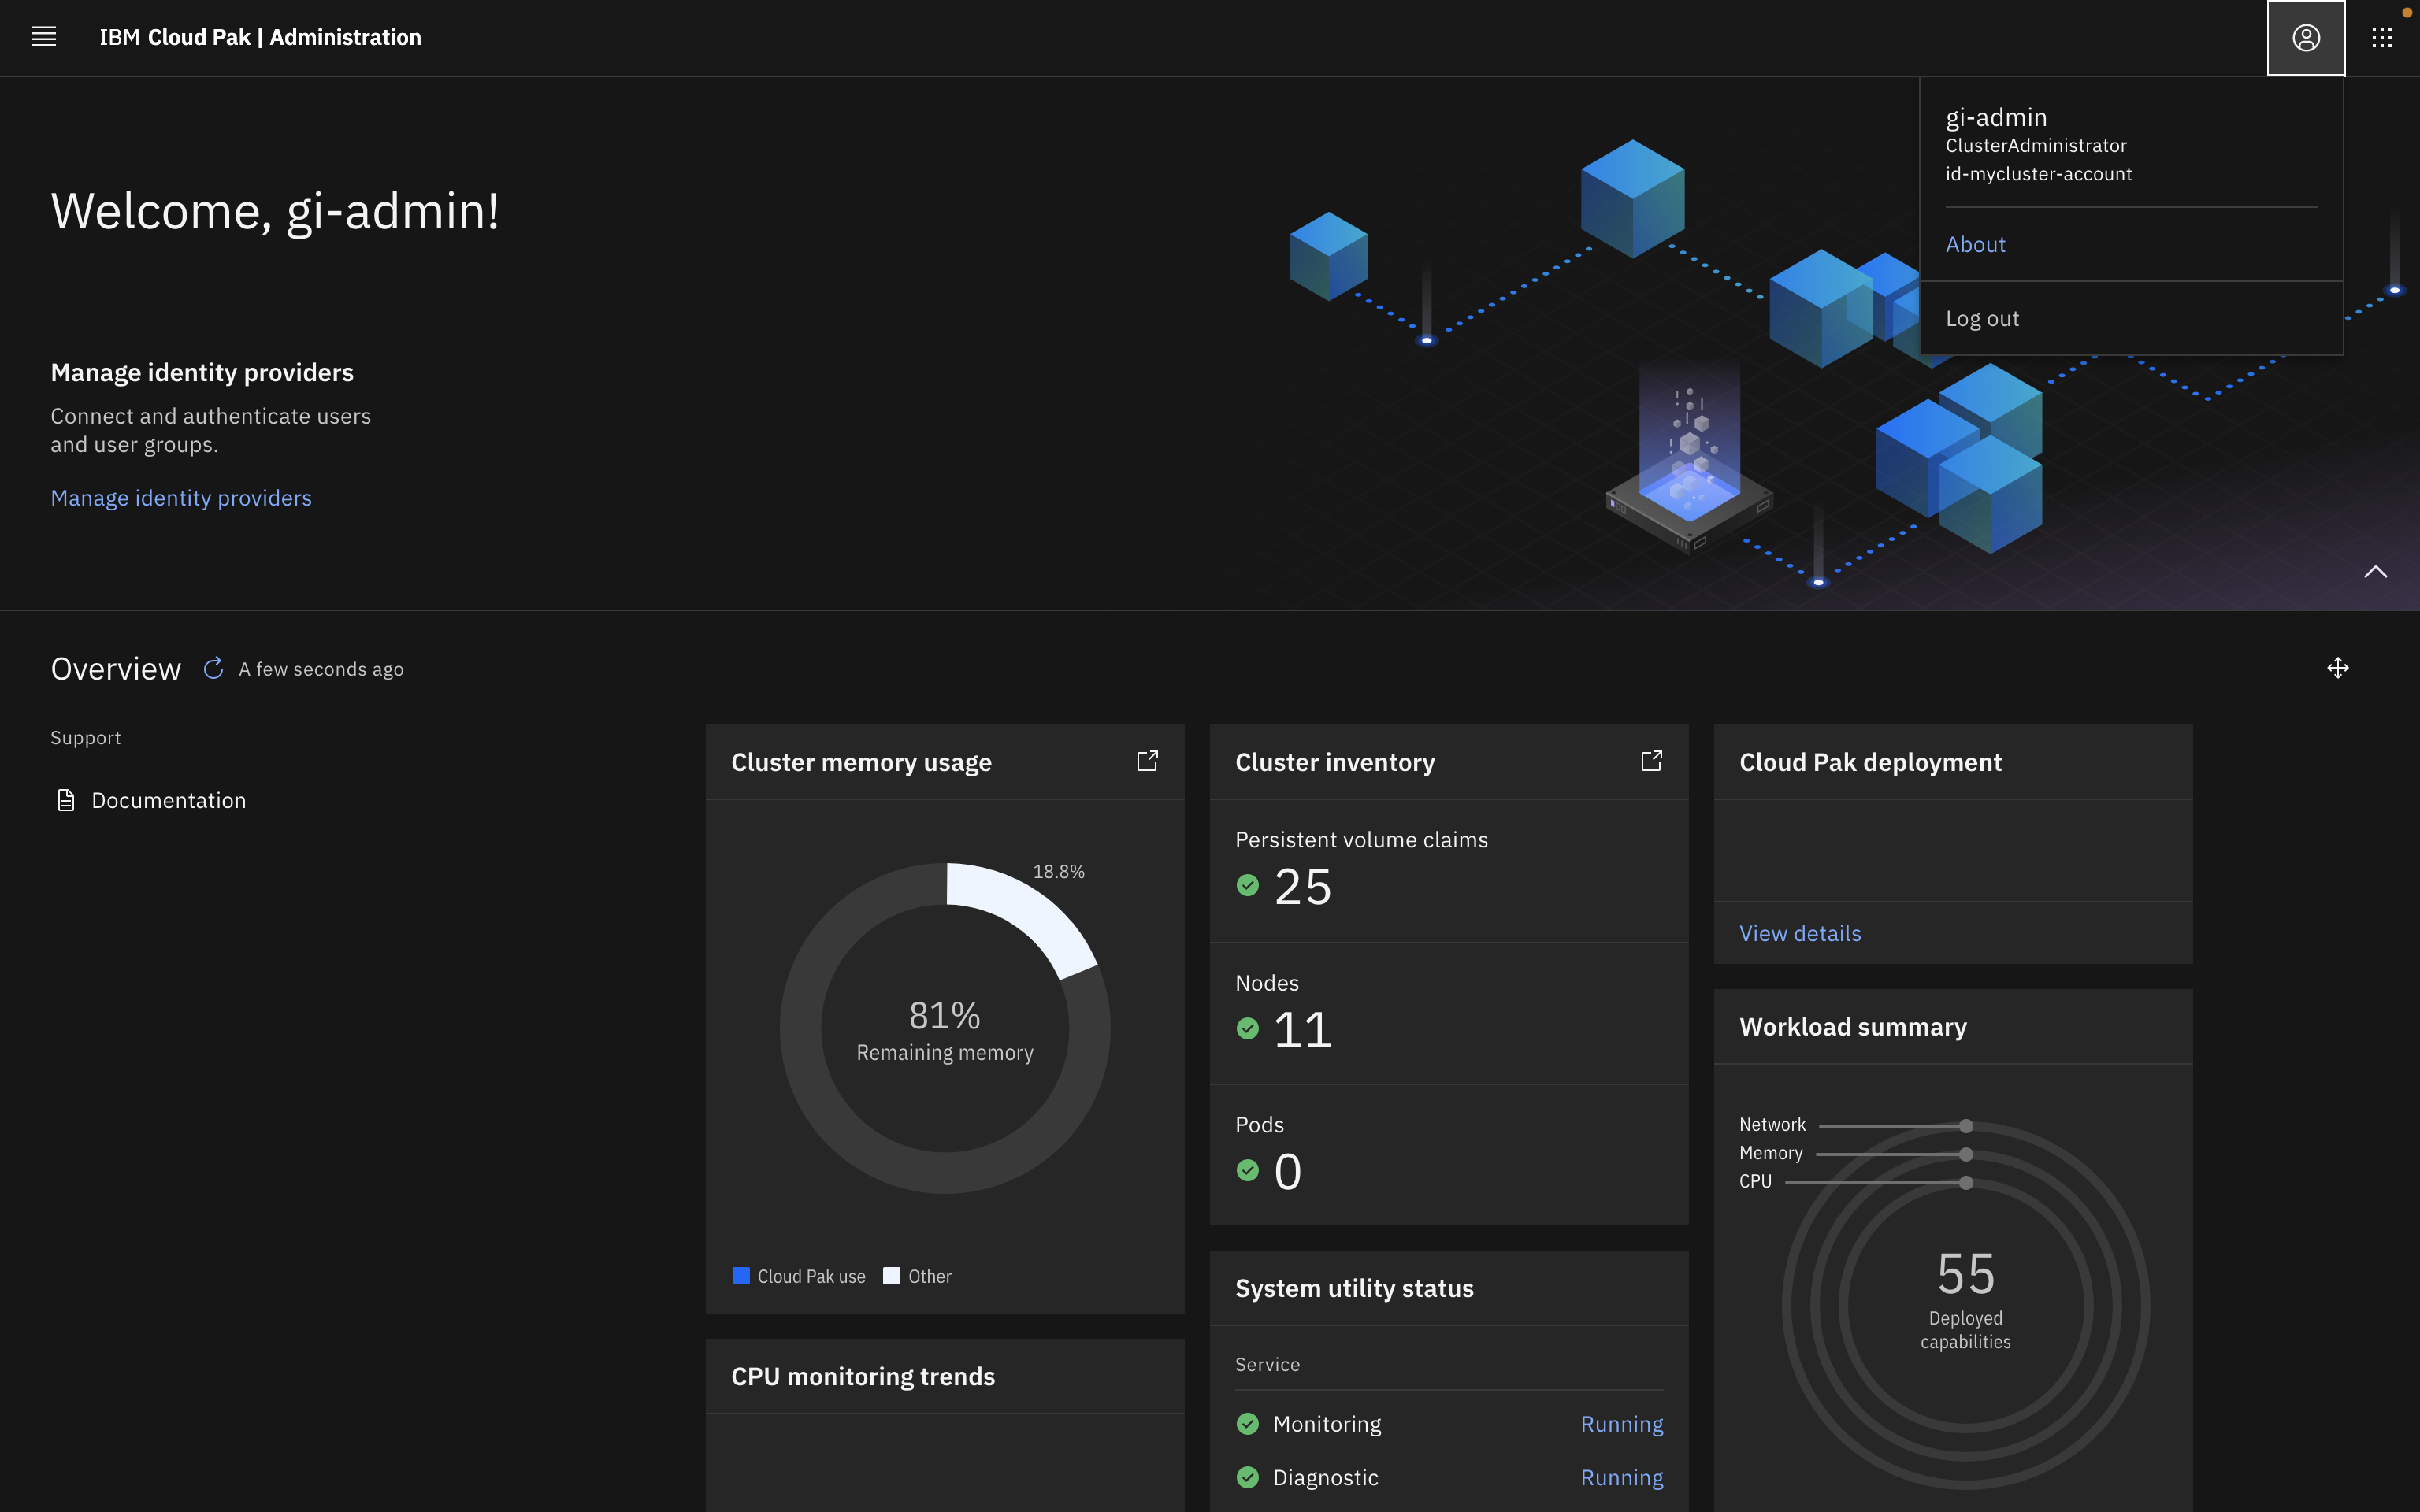 IBM Cloud Pak | Administration
gi-admin
ClusterAdministrator
id-mycluster-account
About
Log out
Welcome, gi-admin!
Manage identity providers
Connect and authenticate users
and user groups.
Manage identity providers
Overview
A few seconds ago
Support
Documentation
Cluster memory usage
18.8%
81%
Remaining memory
Cloud Pak use
Other
CPU monitoring trends
Cluster inventory
Persistent volume claims
25
Nodes
11
Pods
0
System utility status
Service
Monitoring Running
Diagnostic Running
Cloud Pak deployment
View details
Workload summary
Network
Memory
CPU
55
Deployed
capabilities